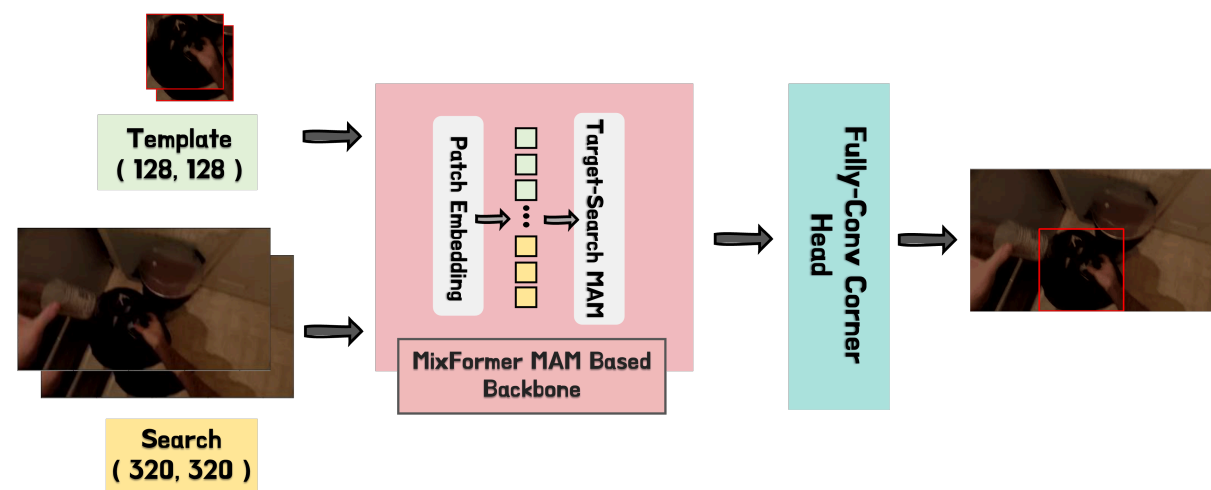 Template
( 128, 128 )
Search
( 320, 320 )
Patch Embedding
Target-Search MAM
MixFormer MAM Based
Backbone
Fully-Conv Corner
Head